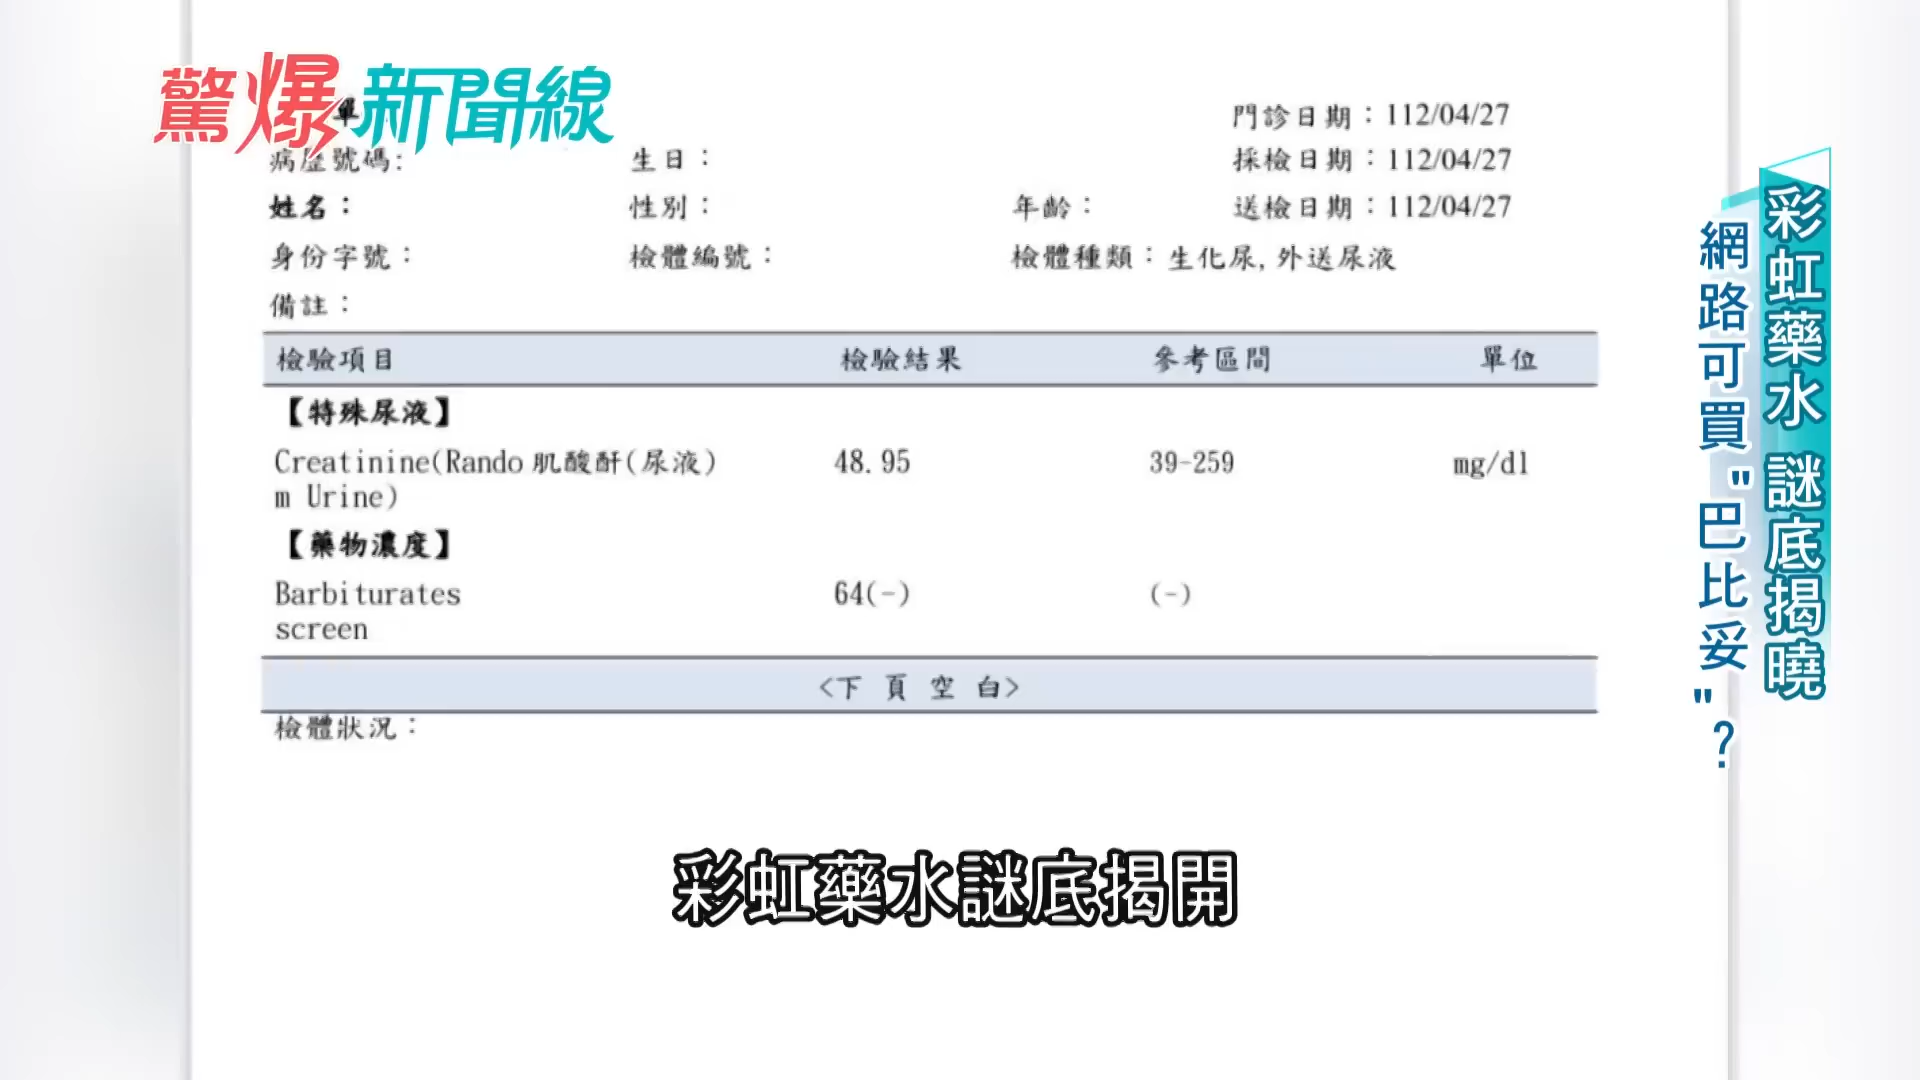 驚爆新聞線
單
門診日期：112/04/27
病歷號碼:
生日：
採檢日期：112/04/27
姓名：
性別：
年齡：
送檢日期：112/04/27
身份字號：
檢體編號：
檢體種類：生化尿,外送尿液
備註：
檢驗項目 檢驗結果 參考區間 單位
【特殊尿液】
Creatinine(Rando 肌酸酐(尿液) 48.95 39-259 mg/dl
m Urine)
【藥物濃度】
Barbiturates 64(-) (-)
screen
<下 頁 空 白>
檢體狀況：
彩虹藥水 謎底揭曉
網路可買"巴比妥"?
彩虹藥水謎底揭開